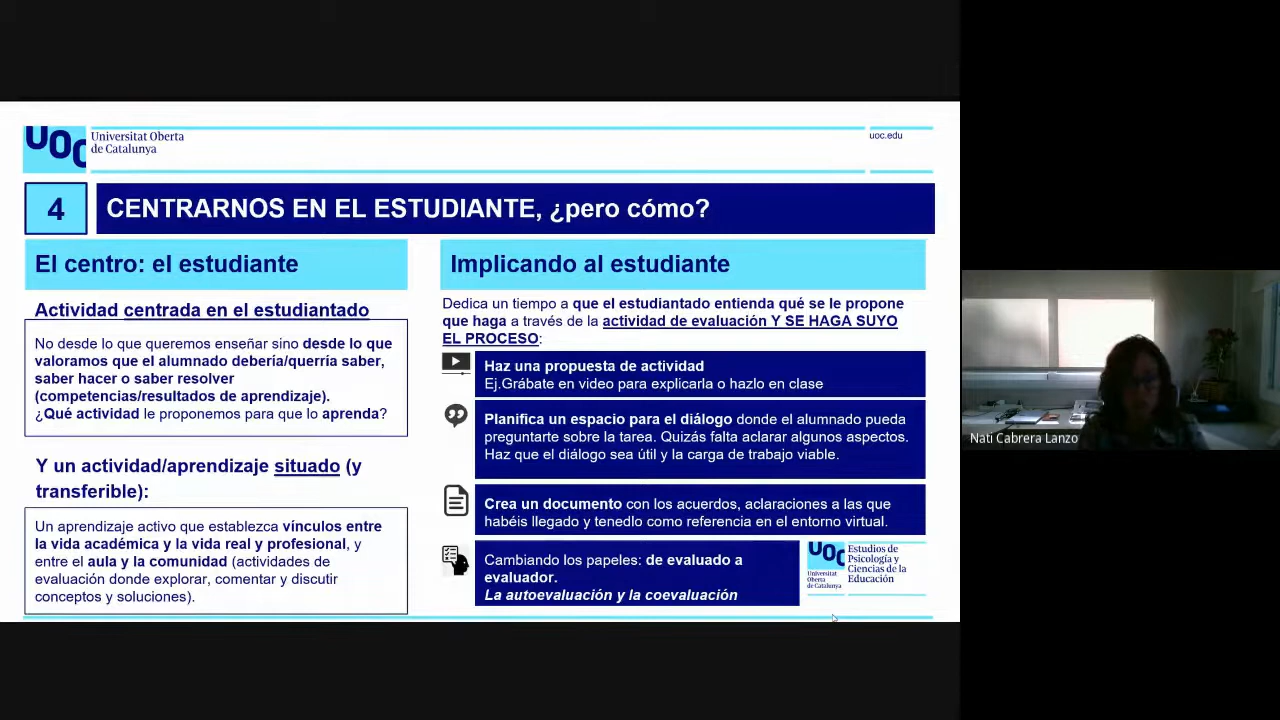 UOC
Universitat Oberta
de Catalunya
uoc.edu
4
CENTRARNOS EN EL ESTUDIANTE, ¿pero cómo?
El centro: el estudiante
Actividad centrada en el estudiantado
No desde lo que queremos enseñar sino desde lo que
valoramos que el alumnado debería/querría saber,
saber hacer o saber resolver
(competencias/resultados de aprendizaje).
¿Qué actividad le proponemos para que lo aprenda?
Y un actividad/aprendizaje situado (y
transferible):
Un aprendizaje activo que establezca vínculos entre
la vida académica y la vida real y profesional, y
entre el aula y la comunidad (actividades de
evaluación donde explorar, comentar y discutir
conceptos y soluciones).
Implicando al estudiante
Dedica un tiempo a que el estudiantado entienda qué se le propone
que haga a través de la actividad de evaluación Y SE HAGA SUYO
EL PROCESO:
Haz una propuesta de actividad
Ej.Grábate en video para explicarla o hazlo en clase
Planifica un espacio para el diálogo donde el alumnado pueda
preguntarte sobre la tarea. Quizás falta aclarar algunos aspectos.
Haz que el diálogo sea útil y la carga de trabajo viable.
Crea un documento con los acuerdos, aclaraciones a las que
habéis llegado y tenedlo como referencia en el entorno virtual.
Cambiando los papeles: de evaluado a
evaluador.
La autoevaluación y la coevaluación
UOC
Universitat
Oberta
de Catalunya
Estudios de
Psicología y
Ciencias de la
Educación
Nati Cabrera Lanzo